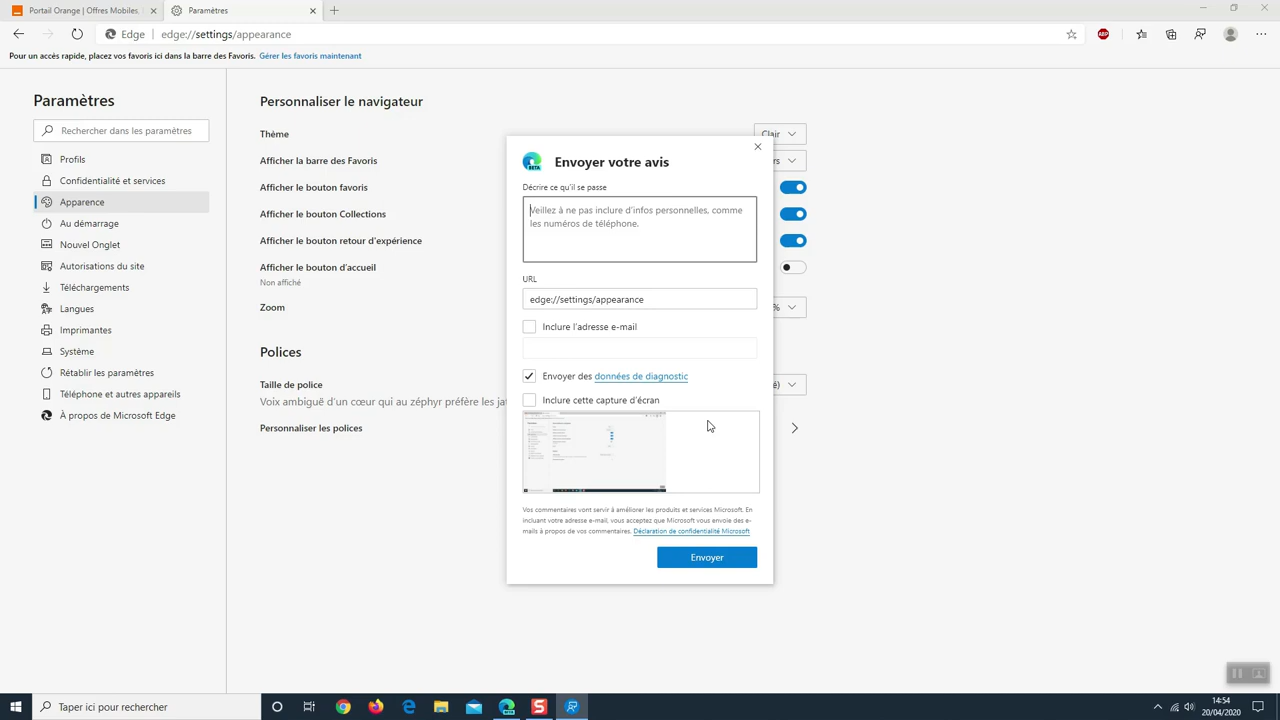 Portail Orange | Offres Mobiles,
Paramètres
Edge
edge://settings/appearance
ABP
Pour un accès rapide, placez vos favoris ici dans la barre des Favoris. Gérer les favoris maintenant
Paramètres
Rechercher dans les paramètres
Profils
Confidentialité et services
Apparence
Au démarrage
Nouvel Onglet
Autorisations du site
Téléchargements
Langues
Imprimantes
Système
Rétablir les paramètres
Téléphone et autres appareils
À propos de Microsoft Edge
Personnaliser le navigateur
Thème
Clair
Afficher la barre des Favoris
rs
Afficher le bouton favoris
Afficher le bouton Collections
Afficher le bouton retour d'expérience
Afficher le bouton d'accueil
Non affiché
Zoom
%
Polices
Taille de police
é)
Voix ambiguë d'un cœur qui au zéphyr préfère les jat
Personnaliser les polices
BETA
Envoyer votre avis
Décrire ce qu'il se passe
Veillez à ne pas inclure d'infos personnelles, comme
les numéros de téléphone.
URL
edge://settings/appearance
Inclure l'adresse e-mail
Envoyer des données de diagnostic
Inclure cette capture d'écran
Vos commentaires vont servir à améliorer les produits et services Microsoft. En
incluant votre adresse e-mail, vous acceptez que Microsoft vous envoie des e-
mails à propos de vos commentaires. Déclaration de confidentialité Microsoft
Envoyer
Taper ici pour rechercher
BETA
S
14:54
20/04/2020